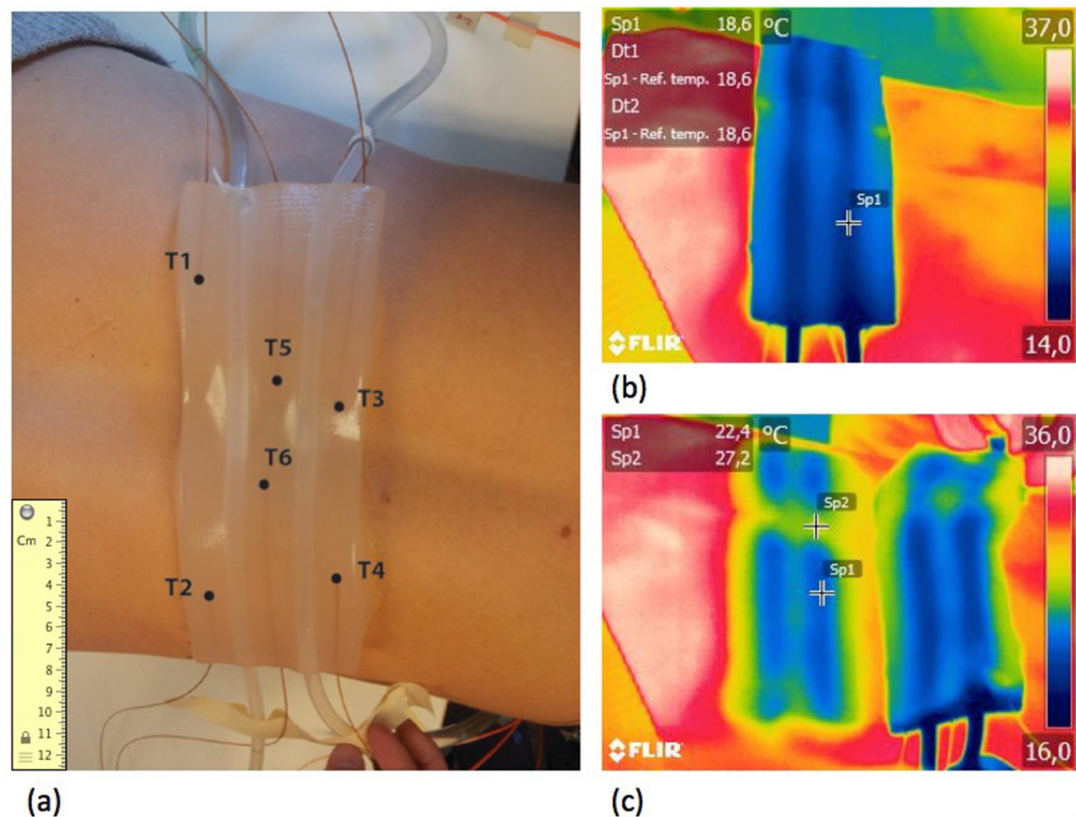 T1
T5
T3
T6
T2
T4
Cm
1
2
3
4
5
6
7
8
9
10
11
12
(a)
Sp1 18,6 °C
Dt1
Sp1 - Ref. temp. 18,6
Dt2
Sp1 - Ref. temp. 18,6
37,0
Sp1
14,0
FLIR
(b)
Sp1 22,4 °C
Sp2 27,2
36,0
Sp2
Sp1
16,0
FLIR
(c)